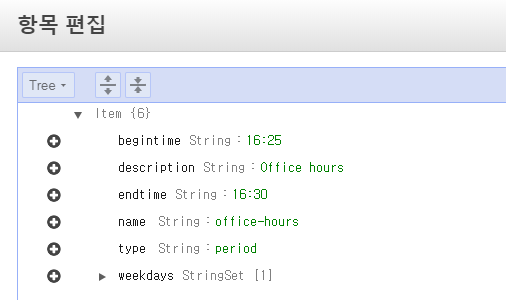 항목 편집
Tree
Item {6}
begintime String : 16:25
description String : Office hours
endtime String : 16:30
name String : office-hours
type String : period
weekdays StringSet [1]